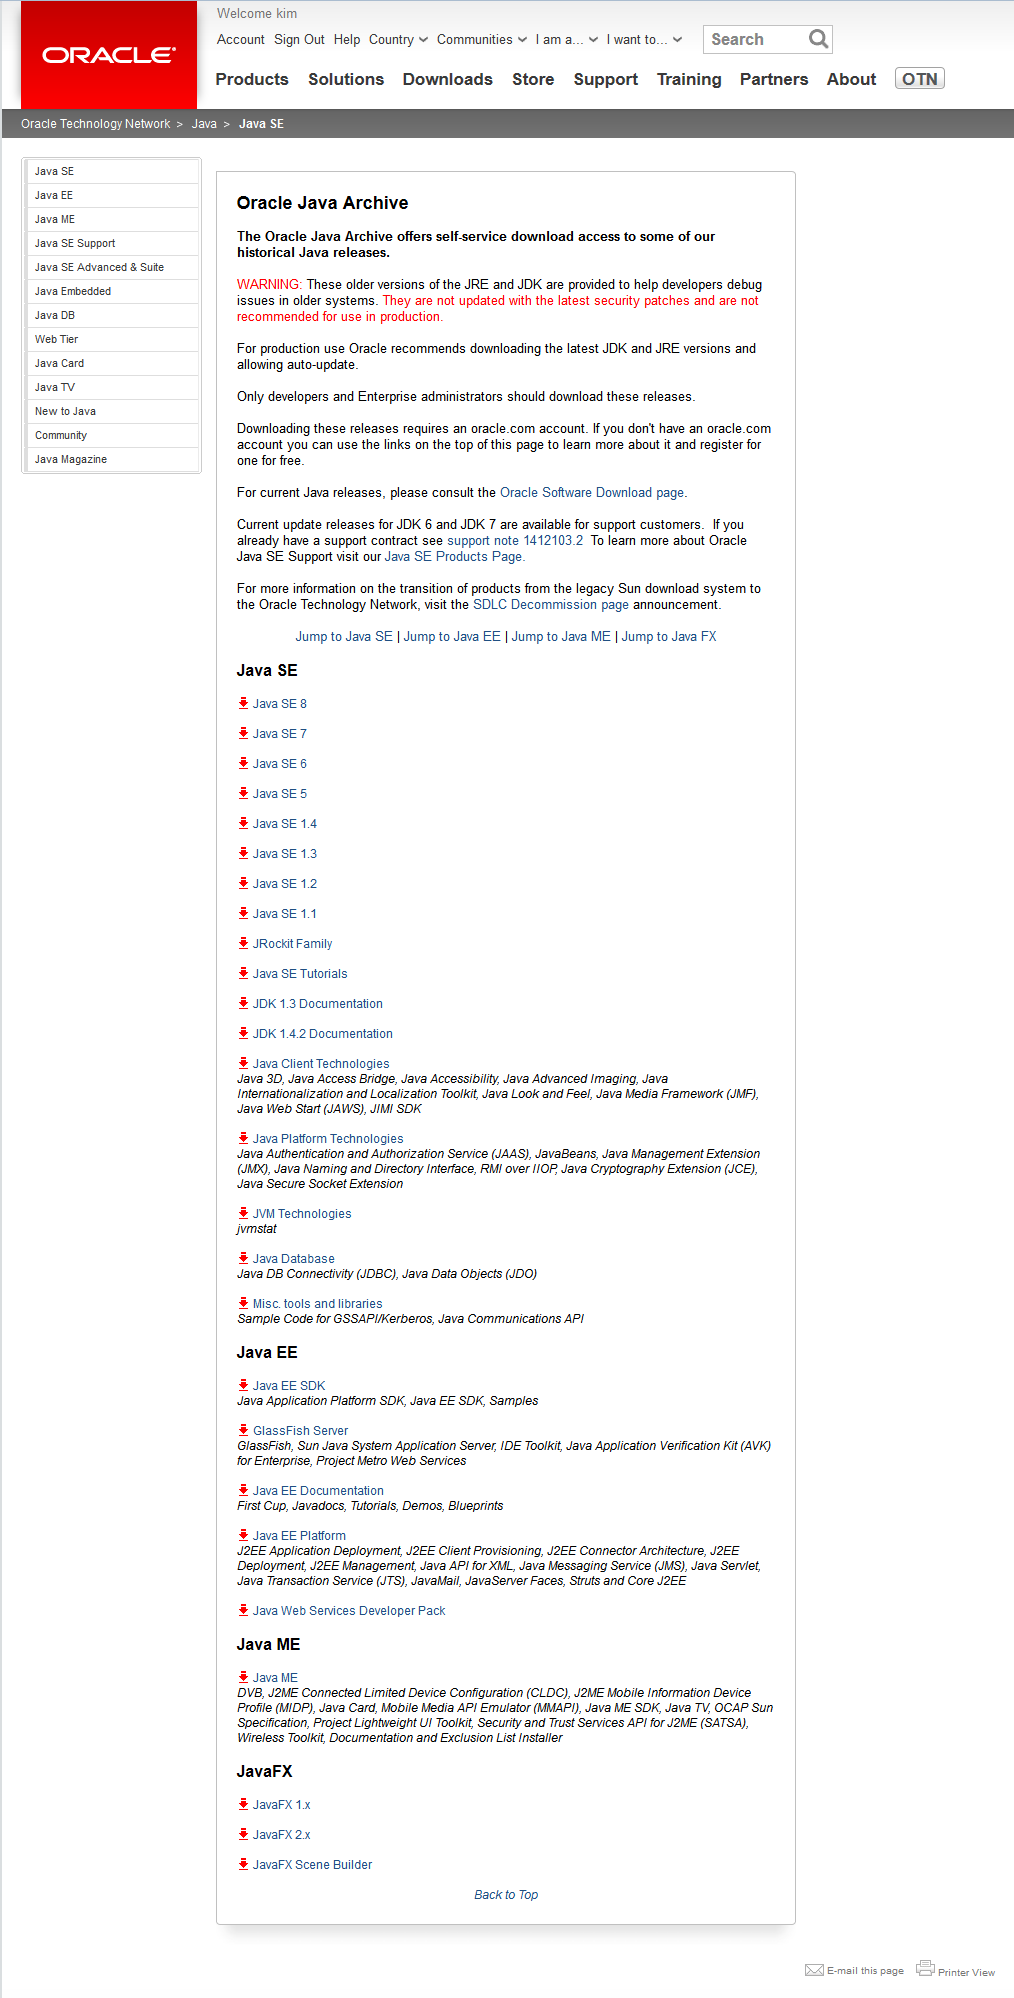 Welcome kim
Account Sign Out Help Country Communities I am a... I want to... Search
ORACLE
Products Solutions Downloads Store Support Training Partners About OTN
Oracle Technology Network > Java > Java SE
Java SE
Java EE
Java ME
Java SE Support
Java SE Advanced & Suite
Java Embedded
Java DB
Web Tier
Java Card
Java TV
New to Java
Community
Java Magazine
Oracle Java Archive
The Oracle Java Archive offers self-service download access to some of our
historical Java releases.
WARNING: These older versions of the JRE and JDK are provided to help developers debug
issues in older systems. They are not updated with the latest security patches and are not
recommended for use in production.
For production use Oracle recommends downloading the latest JDK and JRE versions and
allowing auto-update.
Only developers and Enterprise administrators should download these releases.
Downloading these releases requires an oracle.com account. If you don't have an oracle.com
account you can use the links on the top of this page to learn more about it and register for
one for free.
For current Java releases, please consult the Oracle Software Download page.
Current update releases for JDK 6 and JDK 7 are available for support customers. If you
already have a support contract see support note 1412103.2 To learn more about Oracle
Java SE Support visit our Java SE Products Page.
For more information on the transition of products from the legacy Sun download system to
the Oracle Technology Network, visit the SDLC Decommission page announcement.
Jump to Java SE | Jump to Java EE | Jump to Java ME | Jump to Java FX
Java SE
Java SE 8
Java SE 7
Java SE 6
Java SE 5
Java SE 1.4
Java SE 1.3
Java SE 1.2
Java SE 1.1
JRockit Family
Java SE Tutorials
JDK 1.3 Documentation
JDK 1.4.2 Documentation
Java Client Technologies
Java 3D, Java Access Bridge, Java Accessibility, Java Advanced Imaging, Java
Internationalization and Localization Toolkit, Java Look and Feel, Java Media Framework (JMF),
Java Web Start (JAWS), JIMI SDK
Java Platform Technologies
Java Authentication and Authorization Service (JAAS), JavaBeans, Java Management Extension
(JMX), Java Naming and Directory Interface, RMI over IIOP, Java Cryptography Extension (JCE),
Java Secure Socket Extension
JVM Technologies
jvmstat
Java Database
Java DB Connectivity (JDBC), Java Data Objects (JDO)
Misc. tools and libraries
Sample Code for GSSAPI/Kerberos, Java Communications API
Java EE
Java EE SDK
Java Application Platform SDK, Java EE SDK, Samples
GlassFish Server
GlassFish, Sun Java System Application Server, IDE Toolkit, Java Application Verification Kit (AVK)
for Enterprise, Project Metro Web Services
Java EE Documentation
First Cup, Javadocs, Tutorials, Demos, Blueprints
Java EE Platform
J2EE Application Deployment, J2EE Client Provisioning, J2EE Connector Architecture, J2EE
Deployment, J2EE Management, Java API for XML, Java Messaging Service (JMS), Java Servlet,
Java Transaction Service (JTS), JavaMail, JavaServer Faces, Struts and Core J2EE
Java Web Services Developer Pack
Java ME
Java ME
DVB, J2ME Connected Limited Device Configuration (CLDC), J2ME Mobile Information Device
Profile (MIDP), Java Card, Mobile Media API Emulator (MMAPI), Java ME SDK, Java TV, OCAP Sun
Specification, Project Lightweight UI Toolkit, Security and Trust Services API for J2ME (SATSA),
Wireless Toolkit, Documentation and Exclusion List Installer
JavaFX
JavaFX 1.x
JavaFX 2.x
JavaFX Scene Builder
Back to Top
E-mail this page Printer View